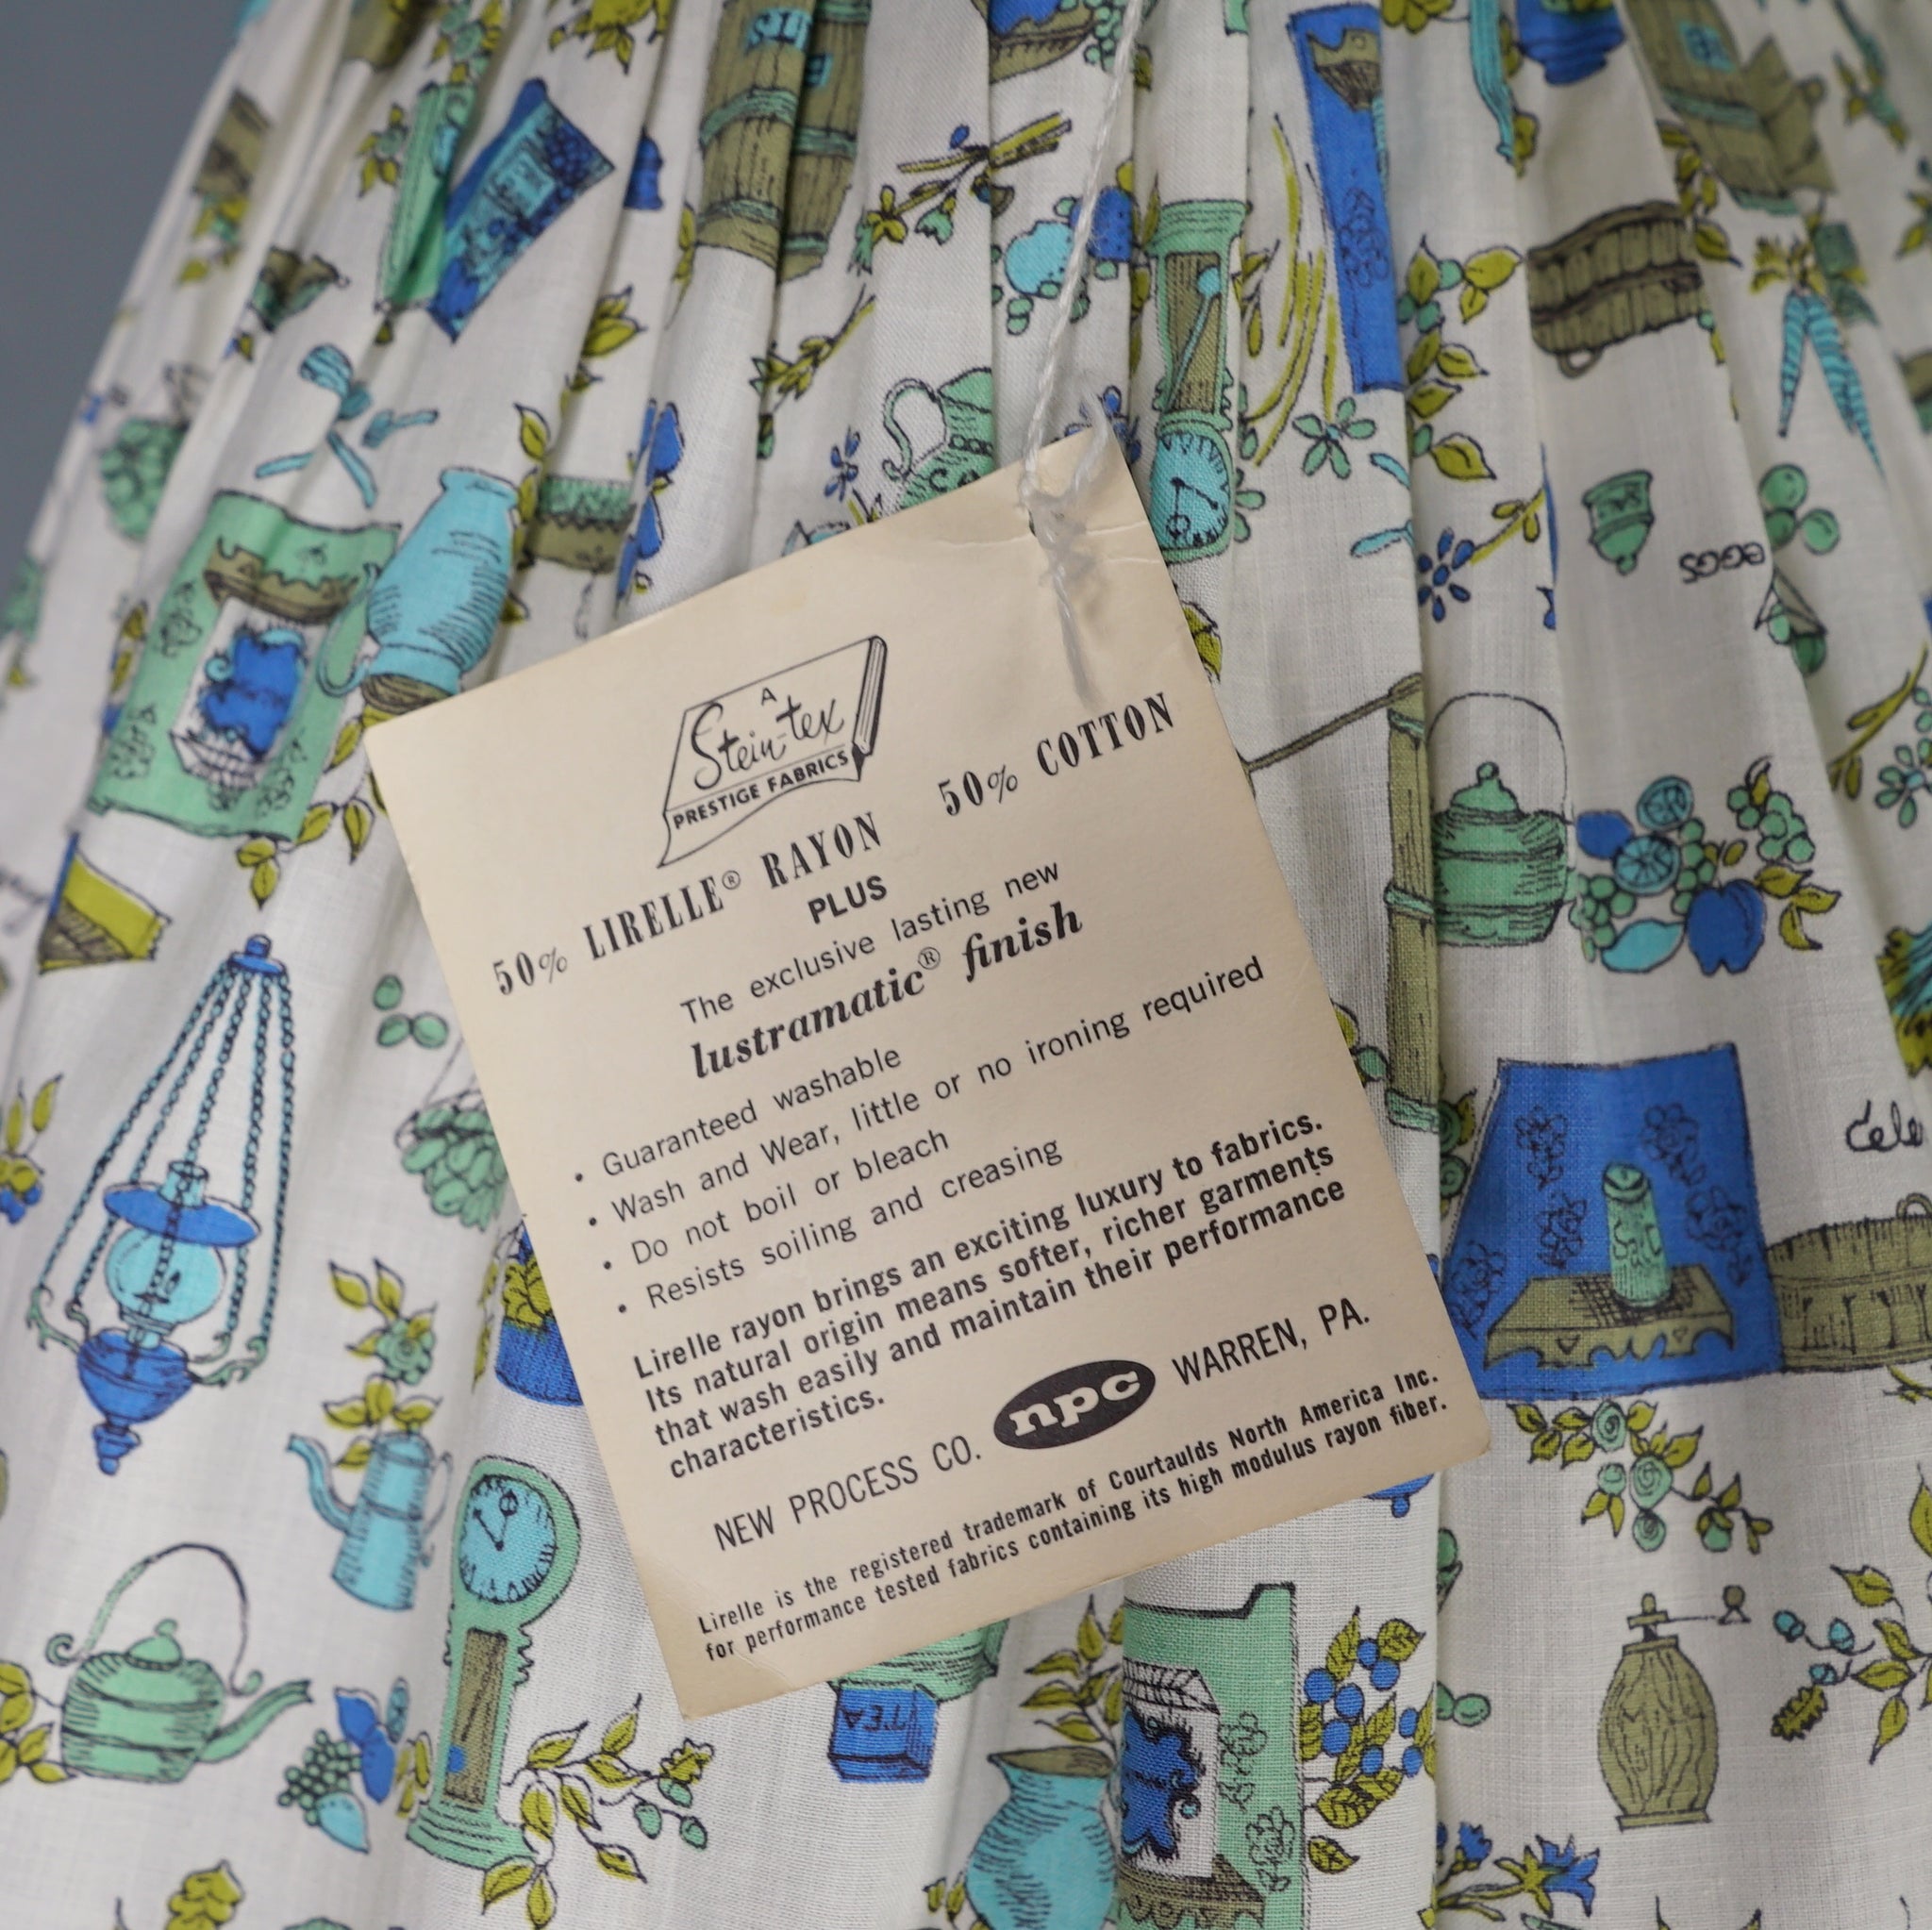 A
Stein-tex
PRESTIGE FABRICS
50% LIRELLE® RAYON 50% COTTON
PLUS
The exclusive lasting new
lustramatic® finish
• Guaranteed washable
• Wash and Wear, little or no ironing required
• Do not boil or bleach
• Resists soiling and creasing
Lirelle rayon brings an exciting luxury to fabrics.
Its natural origin means softer, richer garments
that wash easily and maintain their performance
characteristics.
NEW PROCESS CO. npc WARREN, PA.
Lirelle is the registered trademark of Courtaulds North America Inc.
for performance tested fabrics containing its high modulus rayon fiber.
EGGS
Cele
Salt
TEA